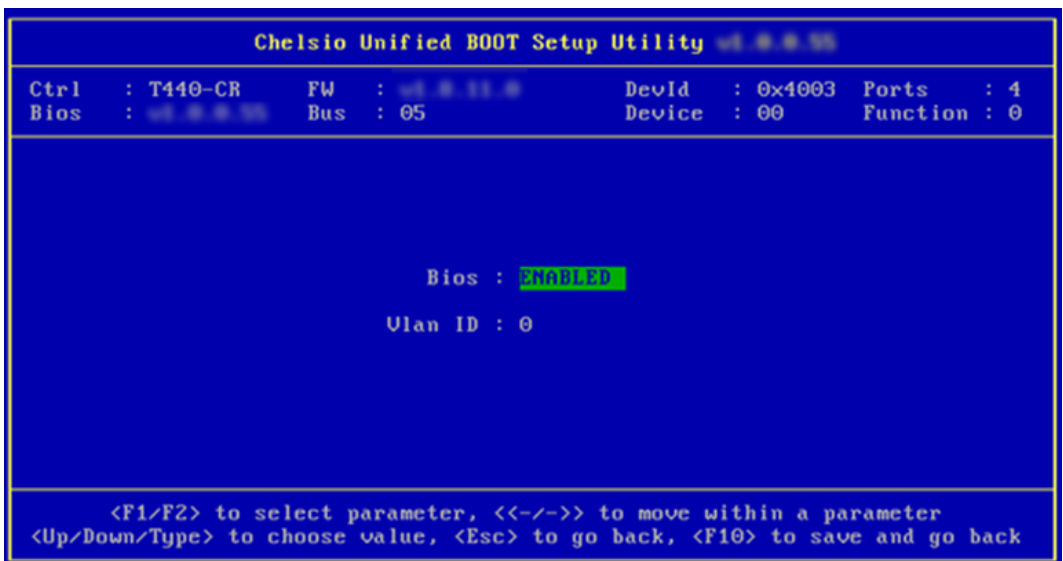 Chelsio Unified BOOT Setup Utility
Ctrl : T440-CR FW : DevId : 0x4003 Ports : 4
Bios : Bus : 05 Device : 00 Function : 0
Bios : ENABLED
Vlan ID : 0
<F1/F2> to select parameter, <<-/->> to move within a parameter
<Up/Down/Type> to choose value, <Esc> to go back, <F10> to save and go back